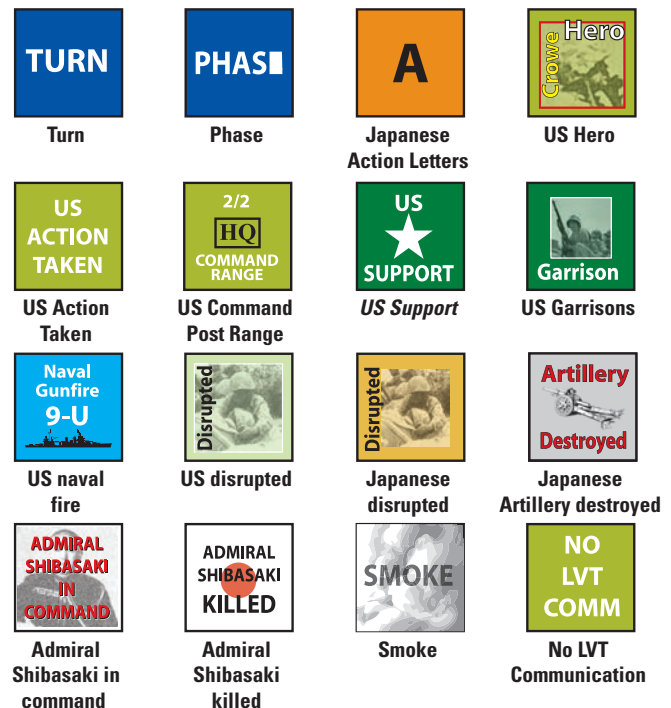 TURN
Turn
PHAS
Phase
A
Japanese
Action Letters
Hero
Crowe
US Hero
US
ACTION
TAKEN
US Action
Taken
2/2
HQ
COMMAND
RANGE
US Command
Post Range
US
SUPPORT
US Support
Garrison
US Garrisons
Naval
Gunfire
9-U
US naval
fire
Disrupted
US disrupted
Disrupted
Japanese
disrupted
Artillery
Destroyed
Japanese
Artillery destroyed
ADMIRAL
SHIBASAKI
IN
COMMAND
Admiral
Shibasaki in
command
ADMIRAL
SHIBASAKI
KILLED
Admiral
Shibasaki
killed
SMOKE
Smoke
NO
LVT
COMM
No LVT
Communication